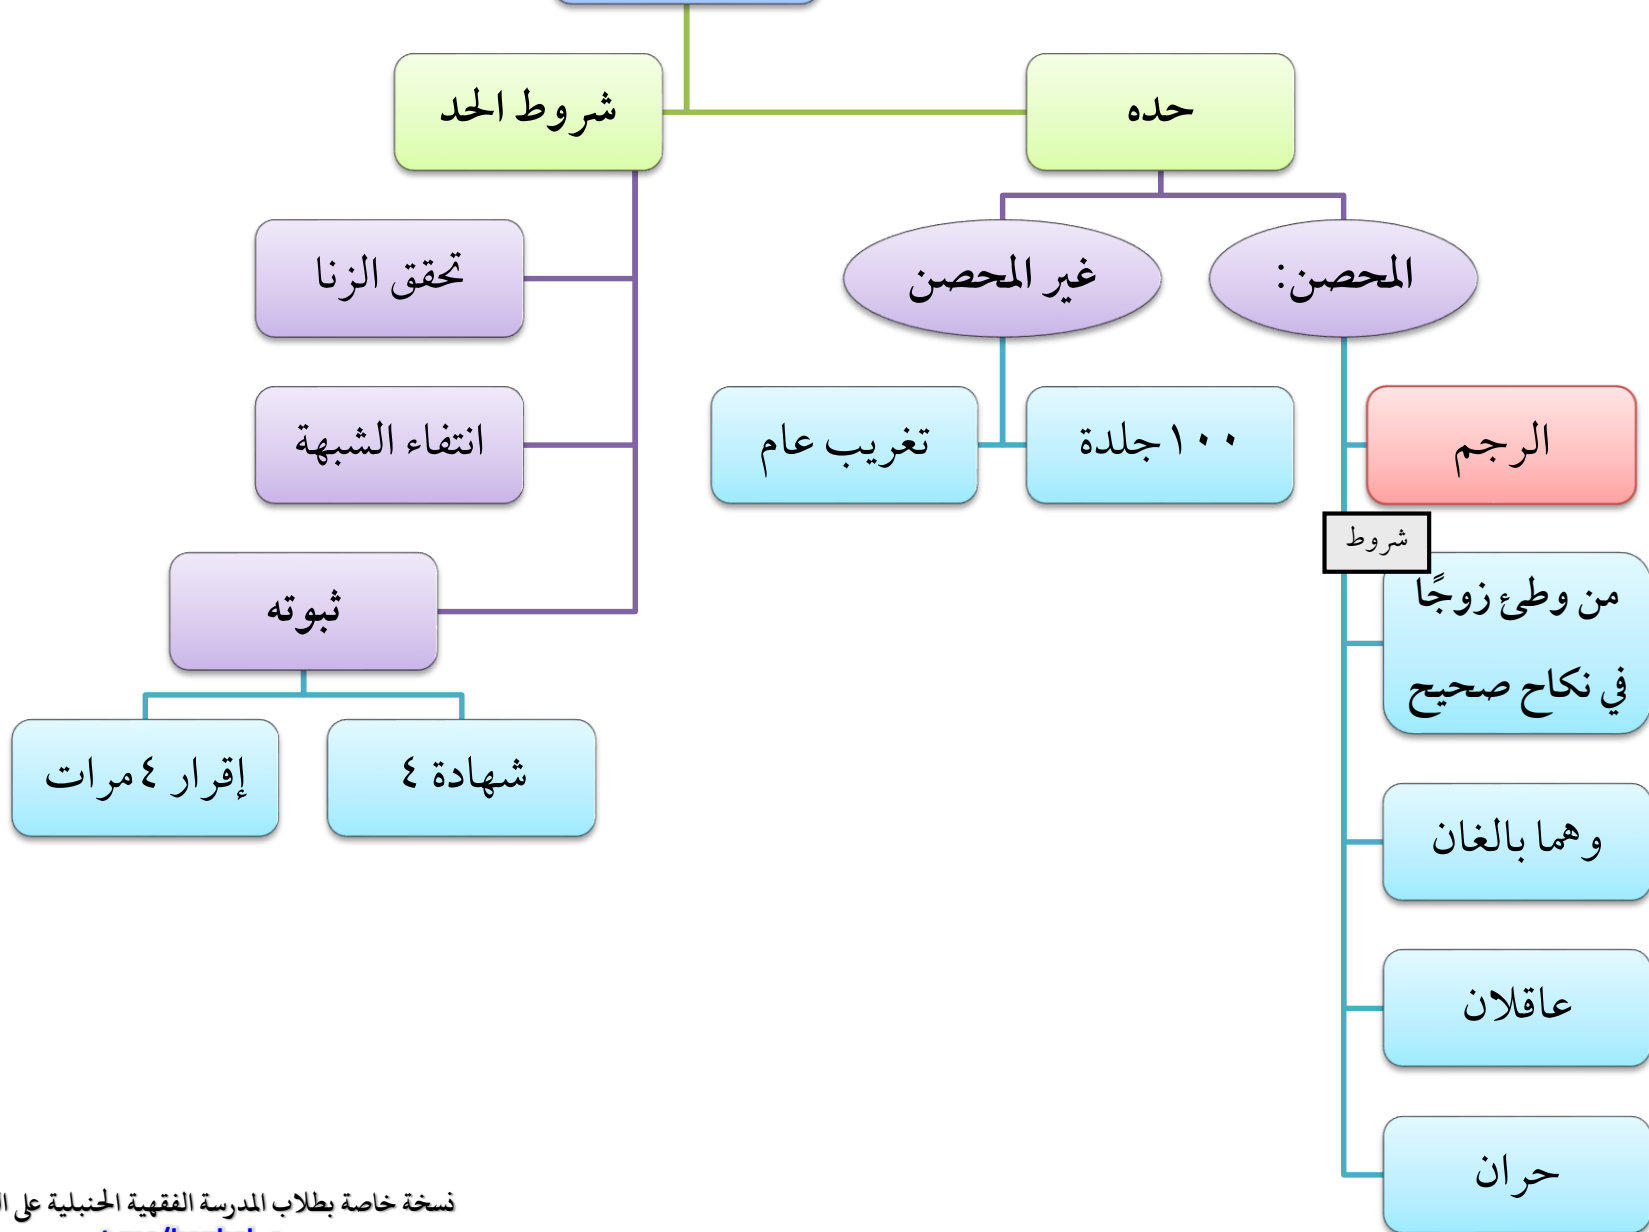 حده
شروط الحد
المحصن:
غير المحصن
تحقق الزنا
الرجم
١٠٠ جلدة
تغريب عام
انتفاء الشبهة
شروط
من وطئ زوجًا
في نكاح صحيح
ثبوته
وهما بالغان
شهادة ٤
إقرار ٤ مرات
عاقلان
حران
نسخة خاصة بطلاب المدرسة الفقهية الحنبلية على